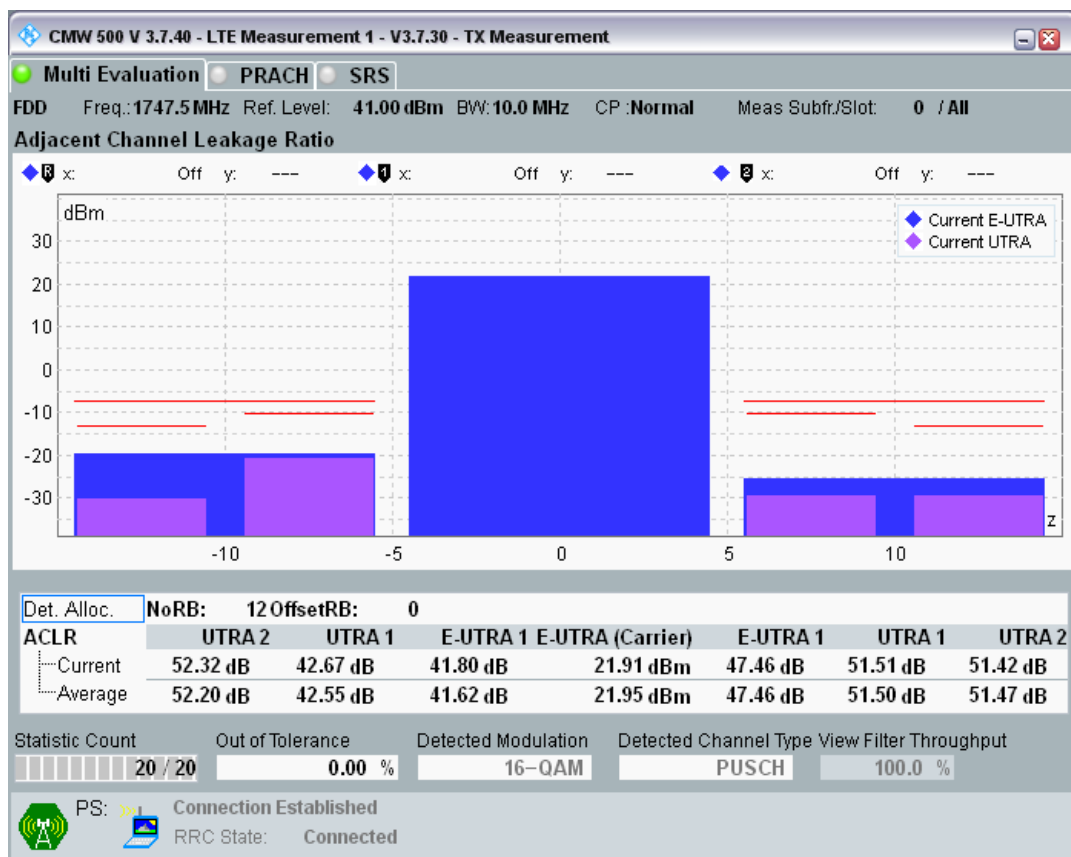 CMW 500 V 3.7.40 - LTE Measurement 1 - V3.7.30 - TX Measurement
Multi Evaluation PRACH SRS
FDD Freq.: 1747.5 MHz Ref. Level: 41.00 dBm BW: 10.0 MHz CP :Normal Meas Subfr./Slot: 0 / All
Adjacent Channel Leakage Ratio
R x: Off y: --- 1 x: Off y: --- 2 x: Off y: ---
dBm
Current E-UTRA
Current UTRA
30
20
10
0
-10
-20
-30
z
-10 -5 0 5 10
Det. Alloc. NoRB: 12 OffsetRB: 0
ACLR UTRA 2 UTRA 1 E-UTRA 1 E-UTRA (Carrier) E-UTRA 1 UTRA 1 UTRA 2
Current 52.32 dB 42.67 dB 41.80 dB 21.91 dBm 47.46 dB 51.51 dB 51.42 dB
Average 52.20 dB 42.55 dB 41.62 dB 21.95 dBm 47.46 dB 51.50 dB 51.47 dB
Statistic Count Out of Tolerance Detected Modulation Detected Channel Type View Filter Throughput
20 / 20 0.00 % 16-QAM PUSCH 100.0 %
PS: Connection Established
RRC State: Connected